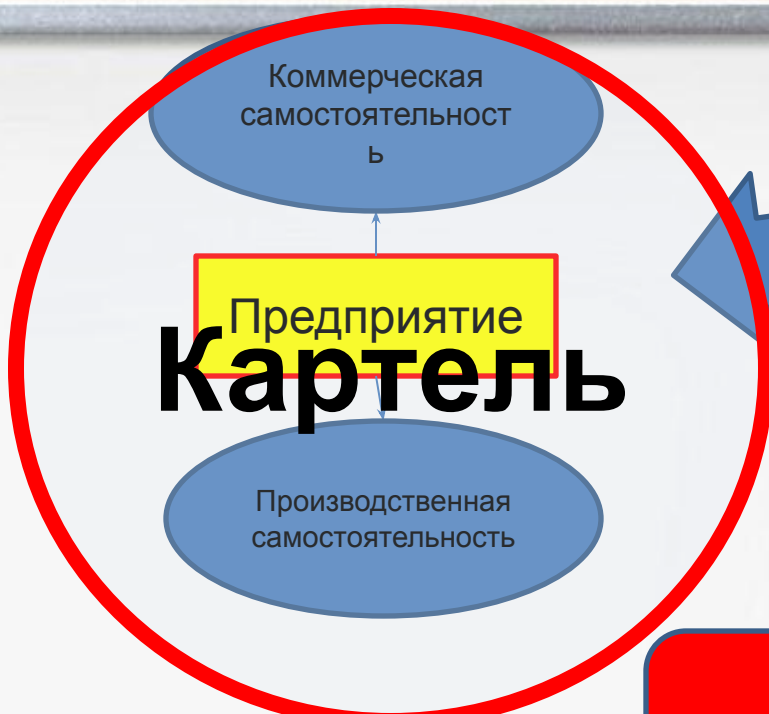 Коммерческая
самостоятельност
ь
Предприятие
Картель
Производственная
самостоятельность